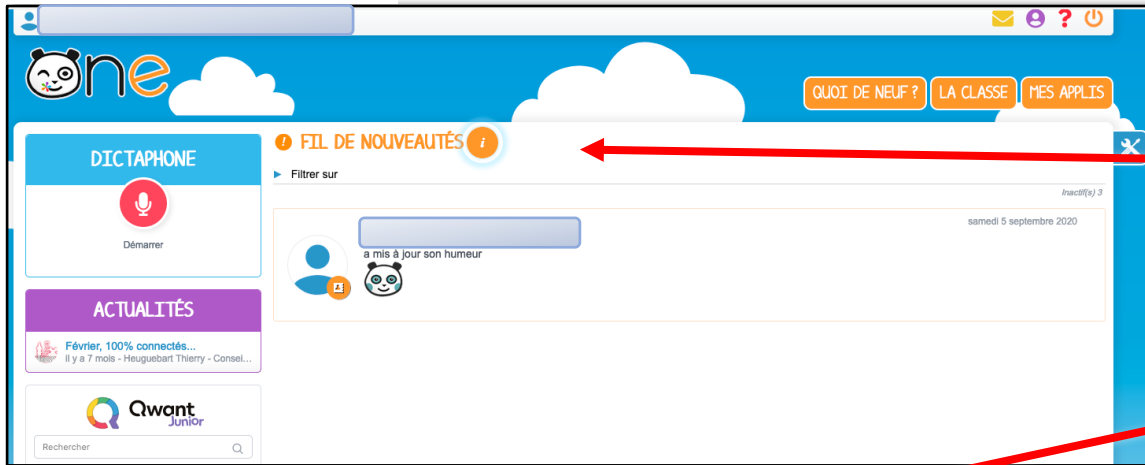 One
QUOI DE NEUF ?
LA CLASSE
MES APPLIS
DICTAPHONE
Démarrer
ACTUALITÉS
Février, 100% connectés...
il y a 7 mois - Heuguebart Thierry - Consei...
Qwant
Junior
Rechercher
FIL DE NOUVEAUTÉS
Filtrer sur
Inactif(s) 3
samedi 5 septembre 2020
a mis à jour son humeur